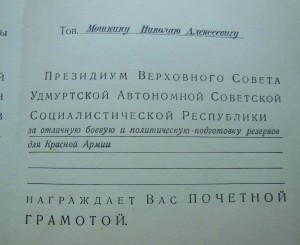 Тов. Мошкину Николаю Алексеевичу
Президиум Верховного Совета
Удмуртской Автономной Советской
Социалистической Республики
за отличную боевую и политическую подготовку резервов
для Красной Армии
награждает Вас Почетной
грамотой.